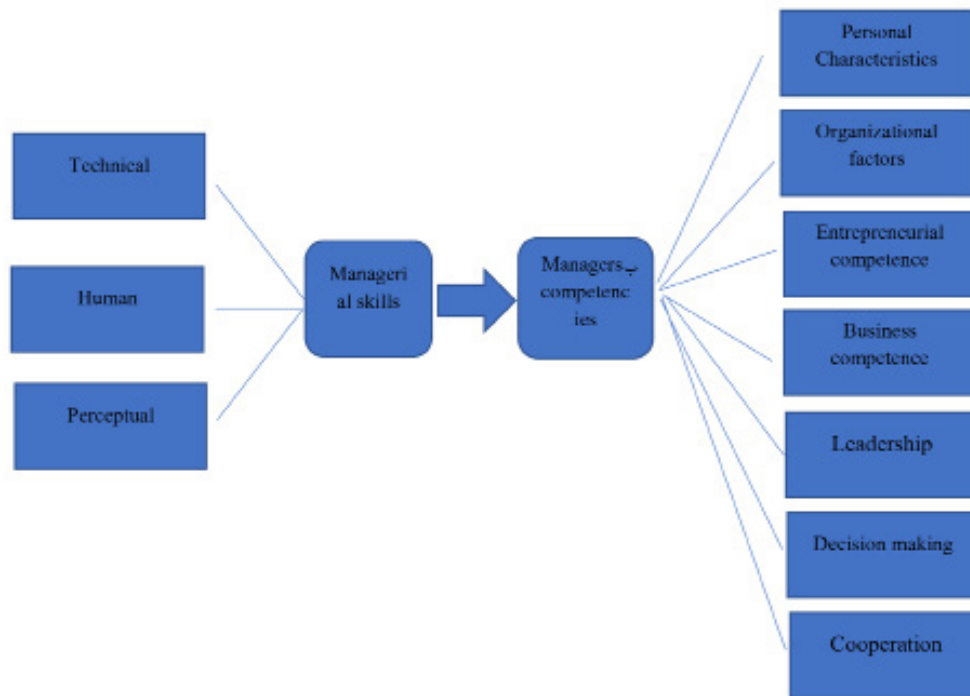 Technical
Human
Perceptual
Manageri
al skills
Managersپ
competenc
ies
Personal
Characteristics
Organizational
factors
Entrepreneurial
competence
Business
competence
Leadership
Decision making
Cooperation